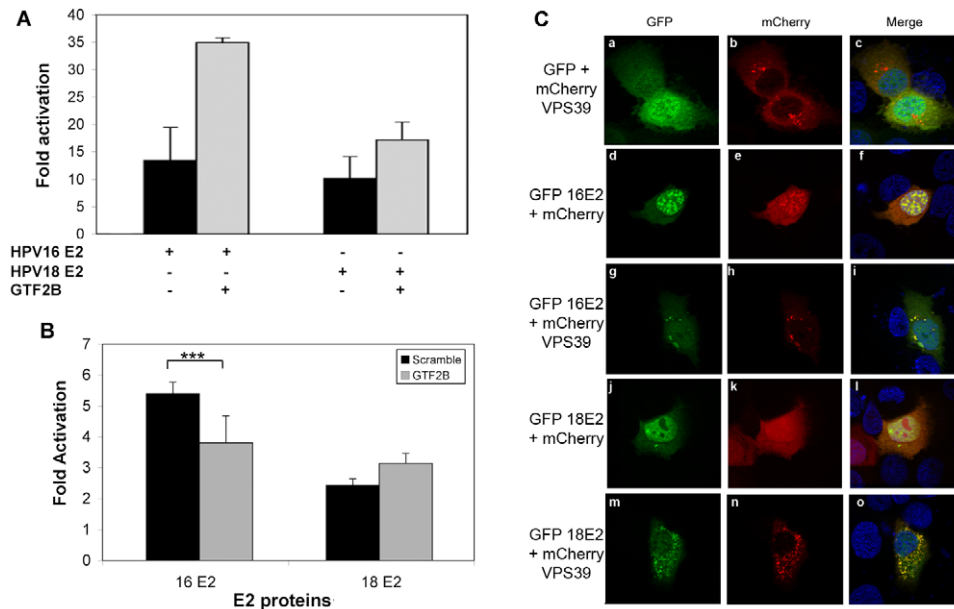 A
Fold activation
40
35
30
25
20
15
10
5
0
HPV16 E2 + + - -
HPV18 E2 - - + +
GTF2B - + - +
B
Fold Activation
7
6
5
4
3
2
1
0
***
Scramble
GTF2B
16 E2 18 E2
E2 proteins
C
GFP mCherry Merge
GFP +
mCherry
VPS39
a b c
GFP 16E2
+ mCherry
d e f
GFP 16E2
+ mCherry
VPS39
g h i
GFP 18E2
+ mCherry
j k l
GFP 18E2
+ mCherry
VPS39
m n o